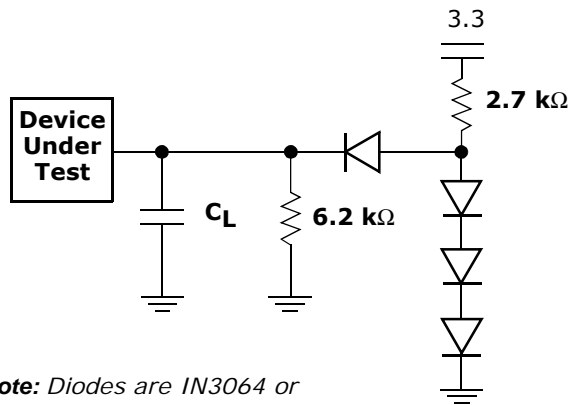 3.3
2.7 kΩ
Device
Under
Test
CL
6.2 kΩ
ote: Diodes are IN3064 or